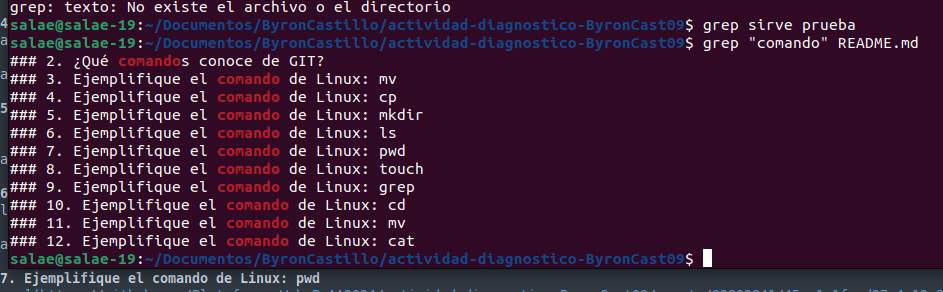 grep: texto: No existe el archivo o el directorio
salae@salae-19:~/Documentos/ByronCastillo/actividad-diagnostico-ByronCast09$ grep sirve prueba
salae@salae-19:~/Documentos/ByronCastillo/actividad-diagnostico-ByronCast09$ grep "comando" README.md
### 2. ¿Qué comandos conoce de GIT?
### 3. Ejemplifique el comando de Linux: mv
### 4. Ejemplifique el comando de Linux: cp
### 5. Ejemplifique el comando de Linux: mkdir
### 6. Ejemplifique el comando de Linux: ls
### 7. Ejemplifique el comando de Linux: pwd
### 8. Ejemplifique el comando de Linux: touch
### 9. Ejemplifique el comando de Linux: grep
### 10. Ejemplifique el comando de Linux: cd
### 11. Ejemplifique el comando de Linux: mv
### 12. Ejemplifique el comando de Linux: cat
salae@salae-19:~/Documentos/ByronCastillo/actividad-diagnostico-ByronCast09$
7. Ejemplifique el comando de Linux: pwd